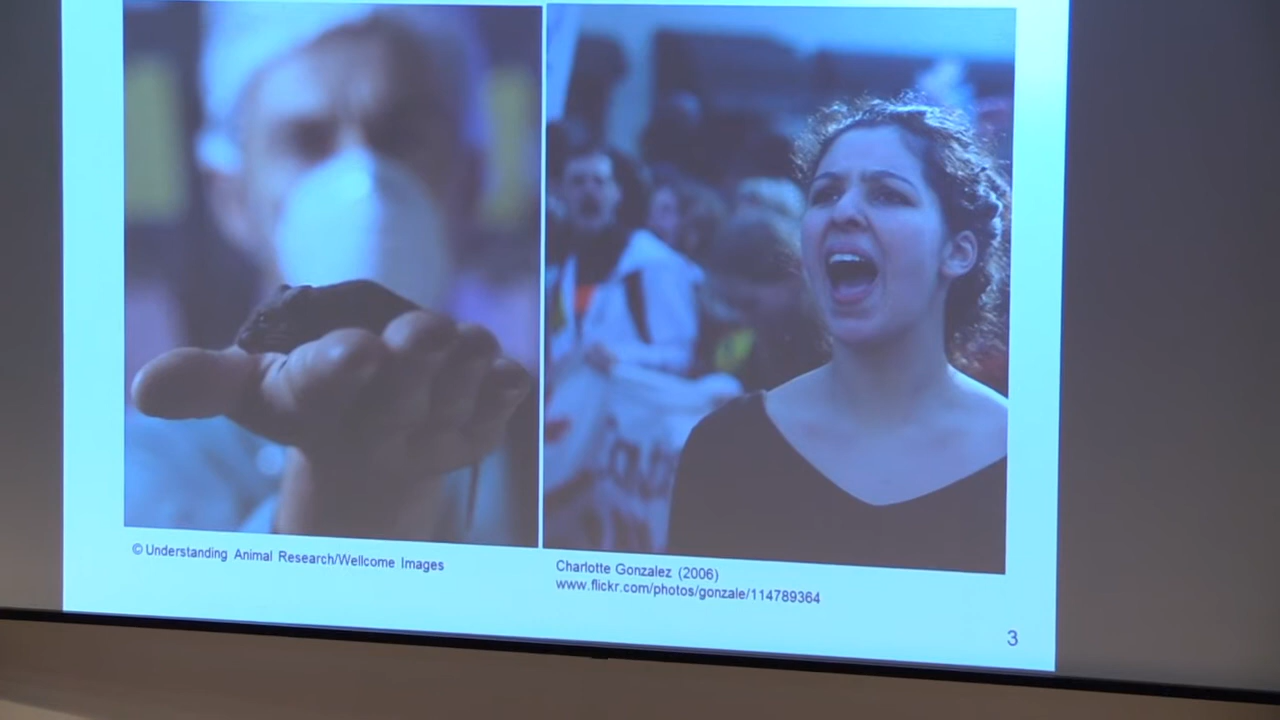 © Understanding Animal Research/Wellcome Images
Charlotte Gonzalez (2006)
www.flickr.com/photos/gonzale/114789364
3